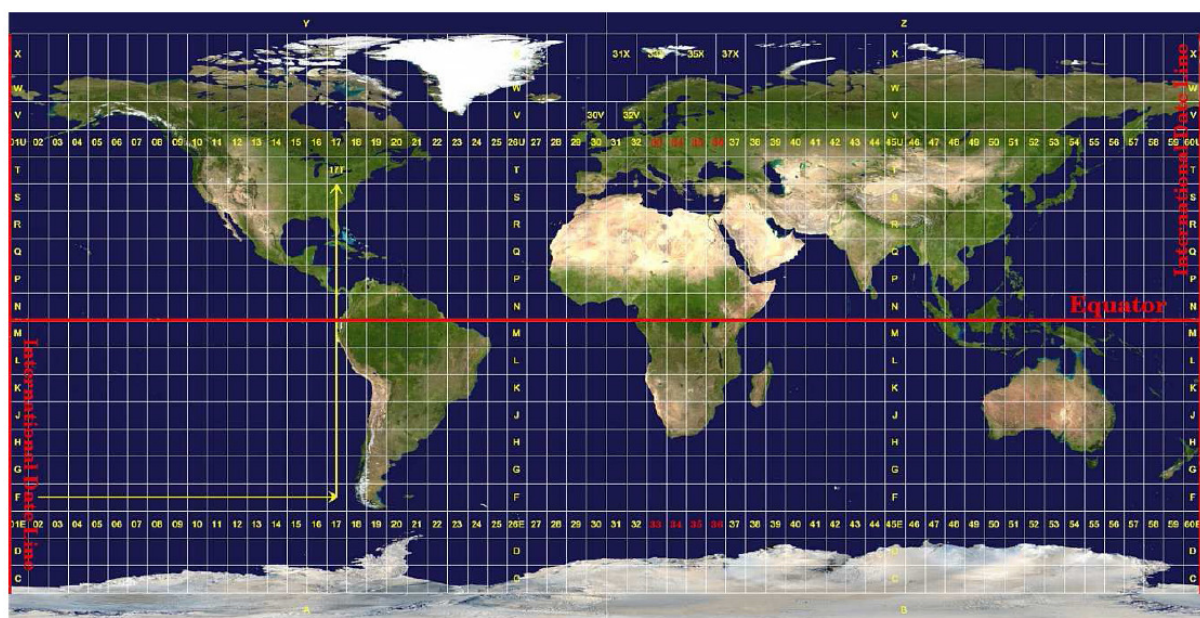 Y Z
X 31X 33X 35X 37X X X
W W W W
V V 30V 32V V V
01U 02 03 04 05 06 07 08 09 10 11 12 13 14 15 16 17 18 19 20 21 22 23 24 25 26U 27 28 29 30 31 32 33 34 35 36 37 38 39 40 41 42 43 44 45U 46 47 48 49 50 51 52 53 54 55 56 57 58 59 60U
T 17T T T T
S S S S
R R R R
Q Q Q Q
P P P P
International Date Line
N N N N
Equator
M M M M
L L L L
K K K K
J J J J
H H H H
G G G G
F F F F
International Date Line
01E 02 03 04 05 06 07 08 09 10 11 12 13 14 15 16 17 18 19 20 21 22 23 24 25 26E 27 28 29 30 31 32 33 34 35 36 37 38 39 40 41 42 43 44 45E 46 47 48 49 50 51 52 53 54 55 56 57 58 59 60E
D D D D
C C C C
A B